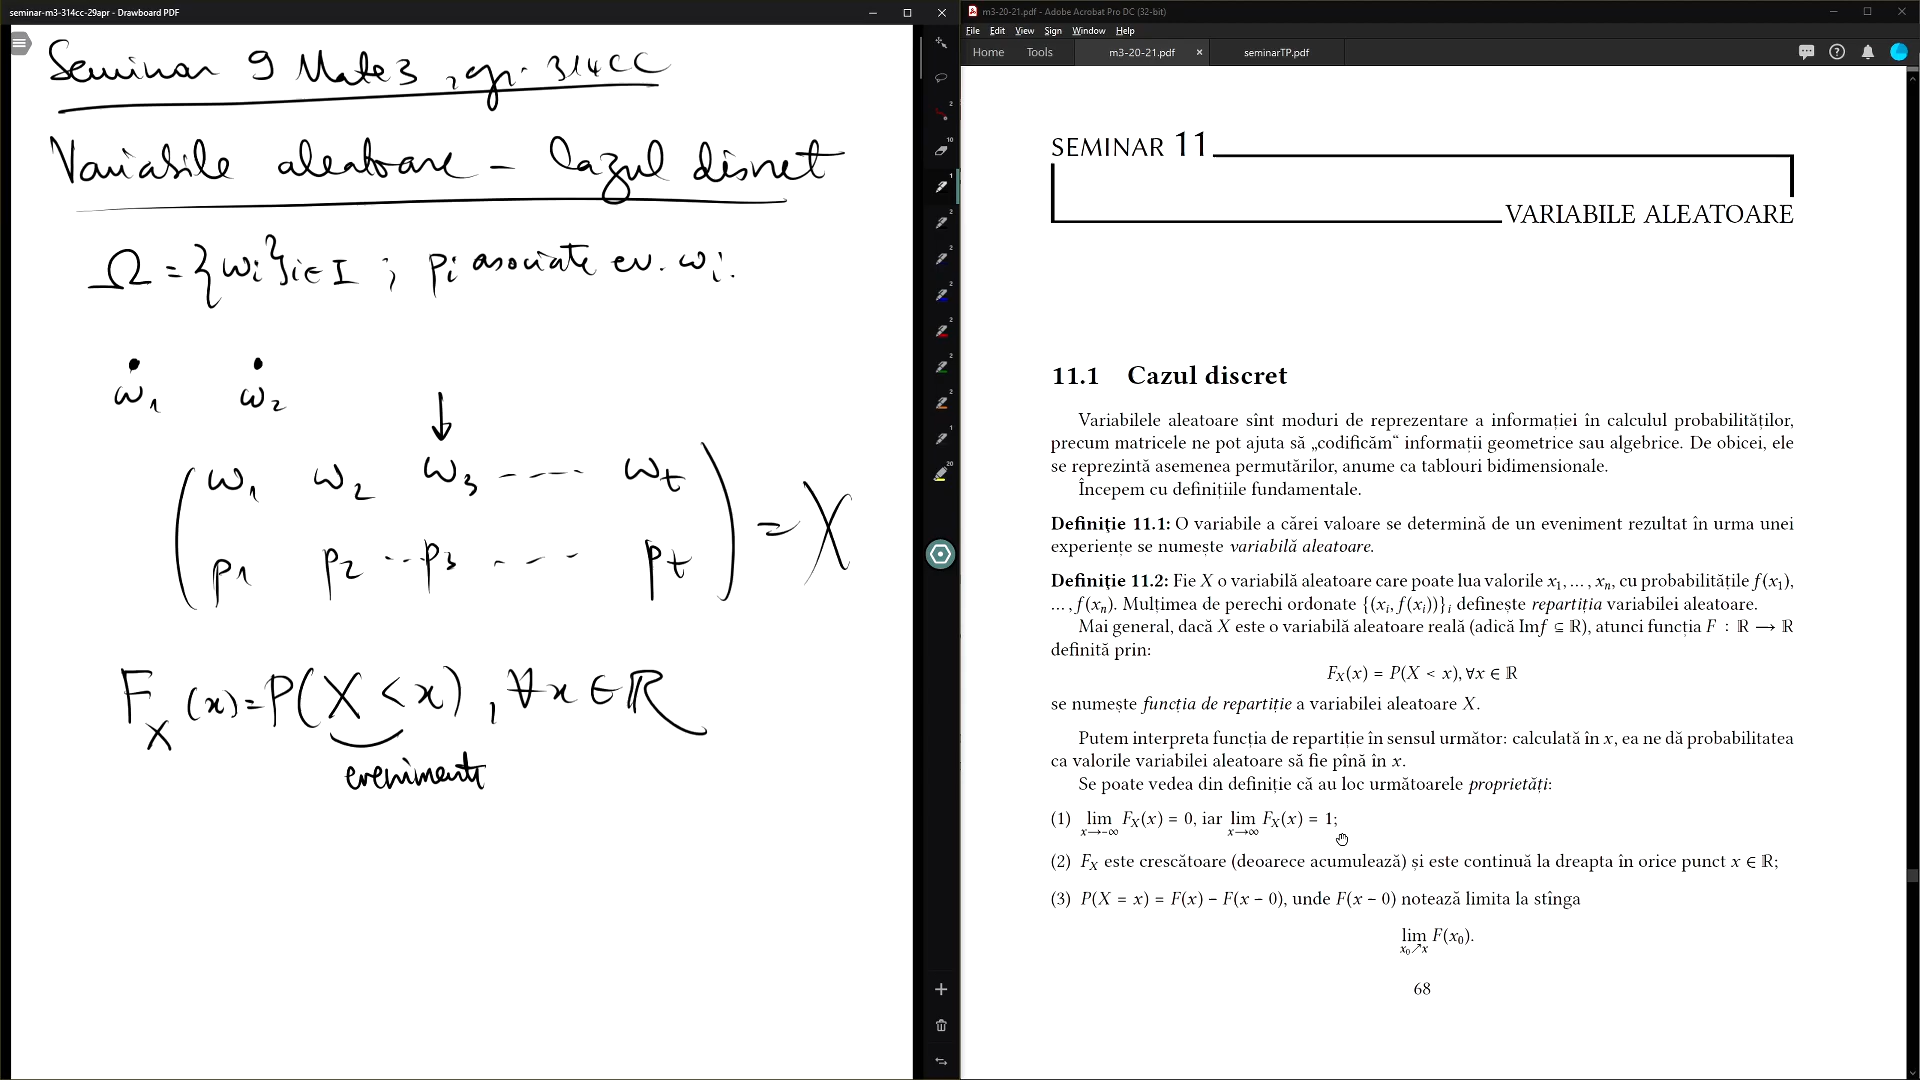 seminar-m3-314cc-29apr - Drawboard PDF
Seminar 9 Mate3, gr. 314CC
Variabile aleatoare - Cazul discret
Ω = {ωi}i∈I ; pi asociate ev. ωi.
ω1 ω2
ω1 ω2 ω3 ---- ωt
p1 p2 ..p3 . -- .. pt
= X
F_X (x)=P(X < x), ∀x ∈ ℝ
eveniment
m3-20-21.pdf - Adobe Acrobat Pro DC (32-bit)
File Edit View Sign Window Help
Home Tools m3-20-21.pdf × seminarTP.pdf
SEMINAR 11
VARIABILE ALEATOARE
11.1 Cazul discret
Variabilele aleatoare sînt moduri de reprezentare a informației în calculul probabilităților,
precum matricele ne pot ajuta să „codificăm“ informații geometrice sau algebrice. De obicei, ele
se reprezintă asemenea permutărilor, anume ca tablouri bidimensionale.
Începem cu definițiile fundamentale.
Definiție 11.1: O variabile a cărei valoare se determină de un eveniment rezultat în urma unei
experiențe se numește variabilă aleatoare.
Definiție 11.2: Fie X o variabilă aleatoare care poate lua valorile x1, … , xn, cu probabilitățile f(x1),
… , f(xn). Mulțimea de perechi ordonate {(xi, f(xi))}i definește repartiția variabilei aleatoare.
Mai general, dacă X este o variabilă aleatoare reală (adică Imf ⊆ ℝ), atunci funcția F : ℝ → ℝ
definită prin:
F_X(x) = P(X < x), ∀x ∈ ℝ
se numește funcția de repartiție a variabilei aleatoare X.
Putem interpreta funcția de repartiție în sensul următor: calculată în x, ea ne dă probabilitatea
ca valorile variabilei aleatoare să fie pînă în x.
Se poate vedea din definiție că au loc următoarele proprietăți:
(1) lim x→−∞ F_X(x) = 0, iar lim x→∞ F_X(x) = 1;
(2) F_X este crescătoare (deoarece acumulează) și este continuă la dreapta în orice punct x ∈ ℝ;
(3) P(X = x) = F(x) − F(x − 0), unde F(x − 0) notează limita la stînga
lim x0↗x F(x0).
68